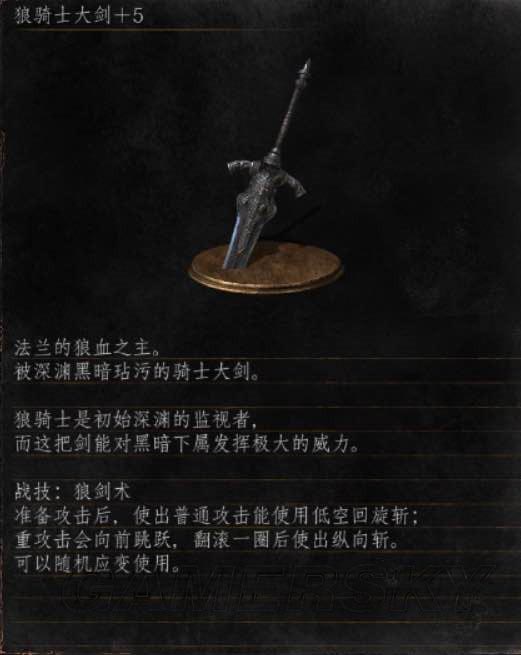 狼骑士大剑＋5
法兰的狼血之主。
被深渊黑暗玷污的骑士大剑。
狼骑士是初始深渊的监视者，
而这把剑能对黑暗下属发挥极大的威力。
战技：狼剑术
准备攻击后，使出普通攻击能使用低空回旋斩；
重攻击会向前跳跃，翻滚一圈后使出纵向斩。
可以随机应变使用。
GAMERSKY